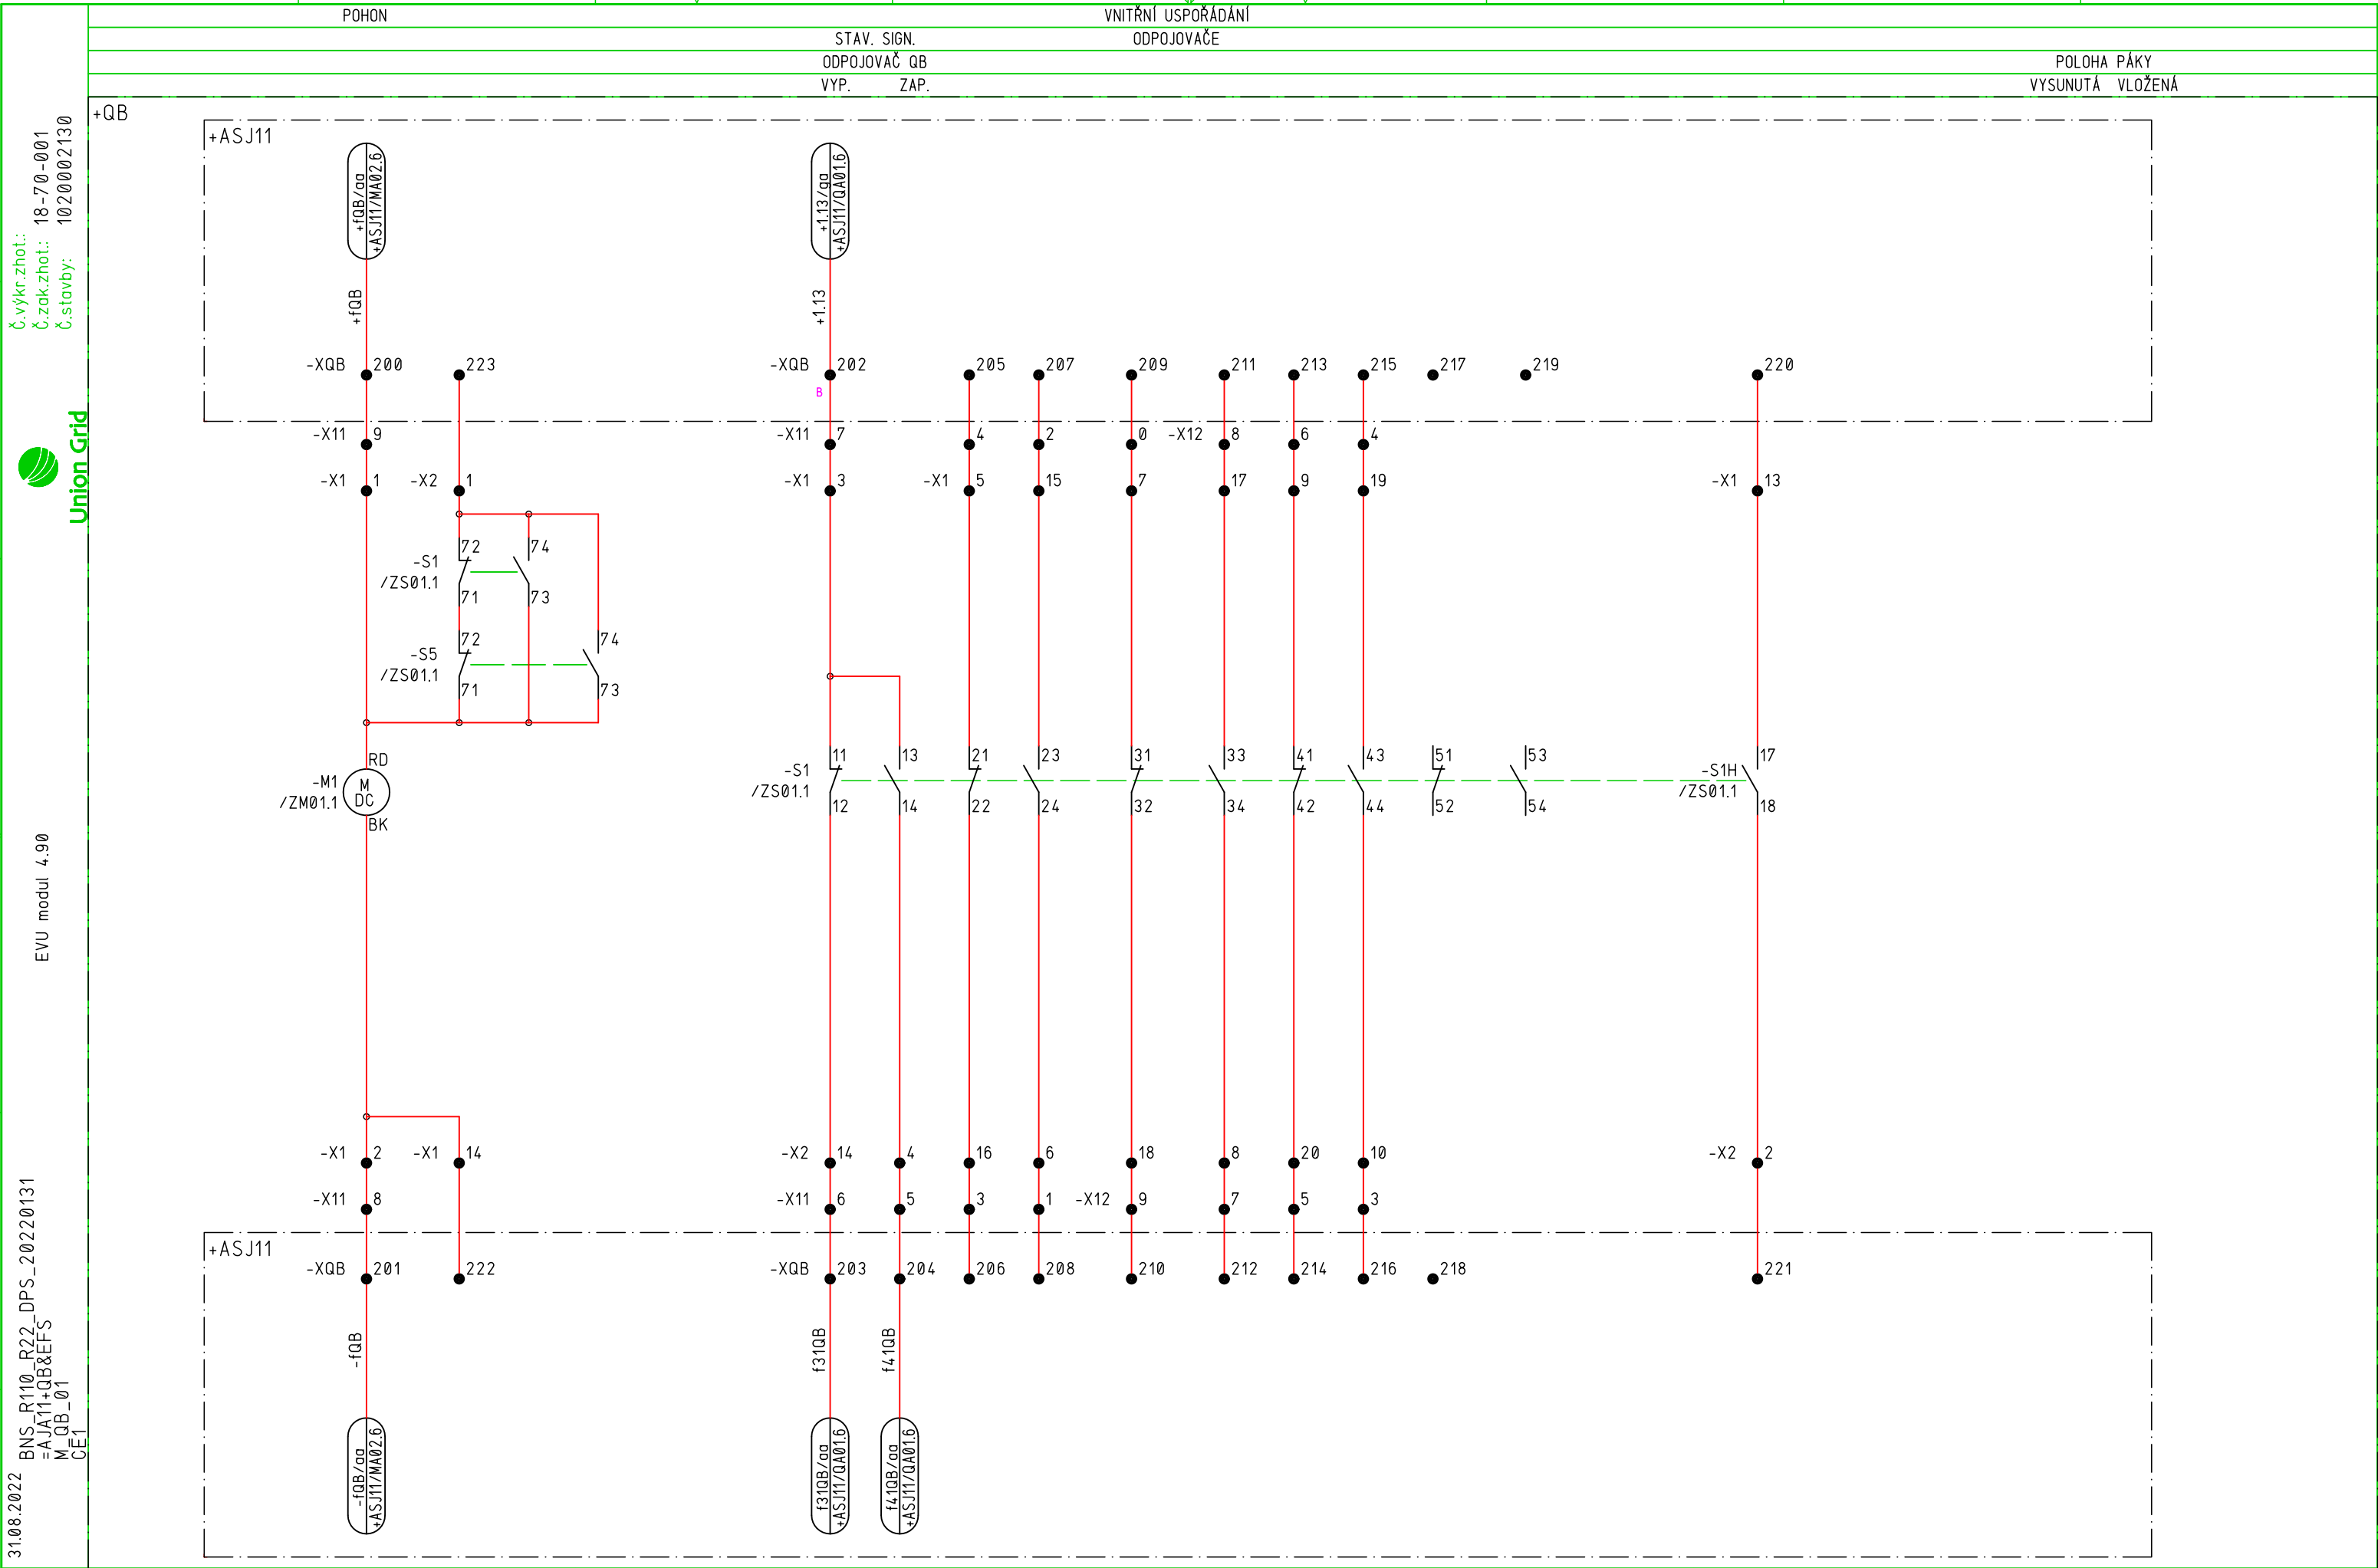 POHON
VNITŘNÍ USPOŘÁDÁNÍ
STAV. SIGN.
ODPOJOVAČE
ODPOJOVAČ QB
POLOHA PÁKY
VYP.
ZAP.
VYSUNUTÁ
VLOŽENÁ
Č.výkr.zhot.:
Č.zak.zhot.: 18-70-001
Č.stavby: 10200002130
Union Grid
EVU modul 4.90
BNS_R110_R22_DPS_20220131
=AJA11+QB&EFS
M_QB_01
CE1
31.08.2022
+QB
+ASJ11
+fQB/aa
+ASJ11/MA02.6
+1.13/gq
+ASJ11/QA01.6
+fQB
+1.13
-XQB 200 223 -XQB 202 205 207 209 211 213 215 217 219 220
B
-X11 9 -X11 7 4 2 0 -X12 8 6 4
-X1 1 -X2 1 -X1 3 -X1 5 15 7 17 9 19 -X1 13
72 74
-S1
/ZS01.1
71 73
72 74
-S5
/ZS01.1
71 73
RD
-M1
/ZM01.1
M
DC
BK
11 13 21 23 31 33 41 43 51 53 17
-S1
/ZS01.1
-S1H
/ZS01.1
12 14 22 24 32 34 42 44 52 54 18
-X1 2 -X1 14 -X2 14 4 16 6 18 8 20 10 -X2 2
-X11 8 -X11 6 5 3 1 -X12 9 7 5 3
+ASJ11
-XQB 201 222 -XQB 203 204 206 208 210 212 214 216 218 221
-fQB
f31QB
f41QB
-fQB/aa
+ASJ11/MA02.6
f31QB/aa
+ASJ11/QA01.6
f41QB/aa
+ASJ11/QA01.6